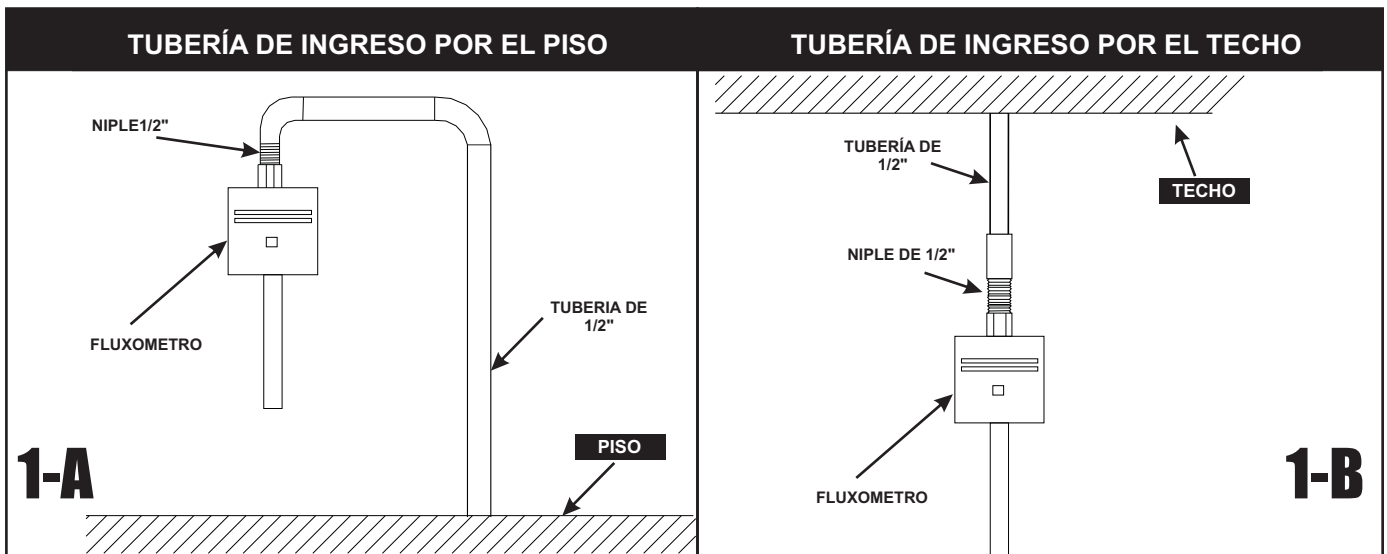 TUBERÍA DE INGRESO POR EL PISO
NIPLE1/2"
FLUXOMETRO
TUBERIA DE
1/2"
PISO
1-A
TUBERÍA DE INGRESO POR EL TECHO
TUBERÍA DE
1/2"
TECHO
NIPLE DE 1/2"
FLUXOMETRO
1-B